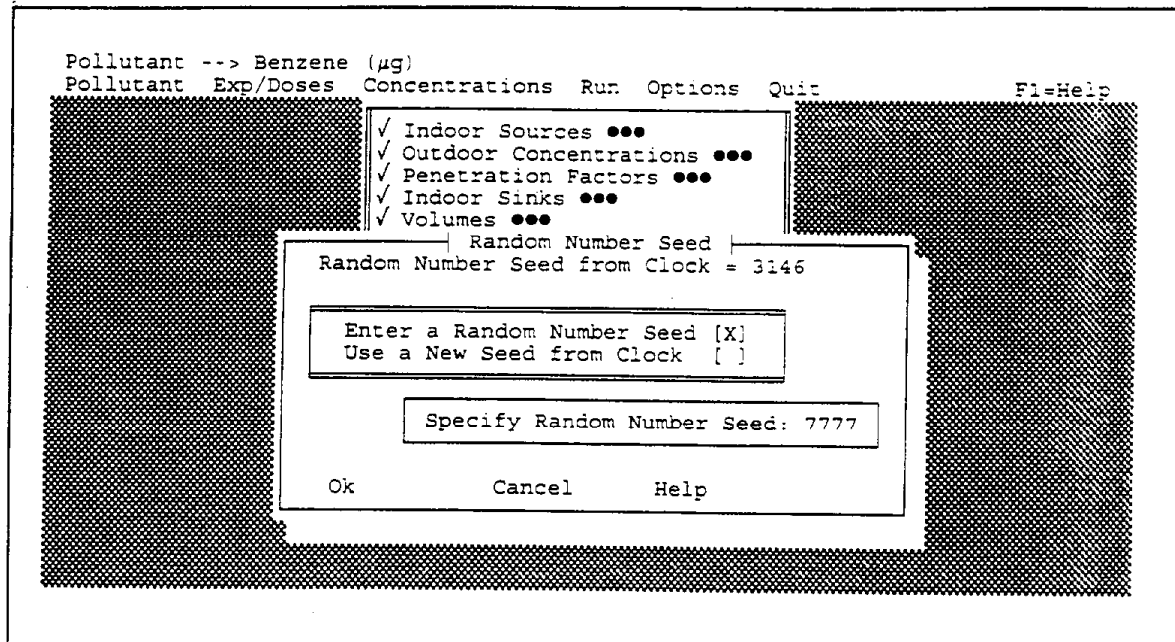 Pollutant --> Benzene (µg)
Pollutant Exp/Doses Concentrations Run Options Quit F1=Help
√ Indoor Sources ●●●
√ Outdoor Concentrations ●●●
√ Penetration Factors ●●●
√ Indoor Sinks ●●●
√ Volumes ●●●
Random Number Seed
Random Number Seed from Clock = 3146
Enter a Random Number Seed [X]
Use a New Seed from Clock [ ]
Specify Random Number Seed: 7777
Ok Cancel Help